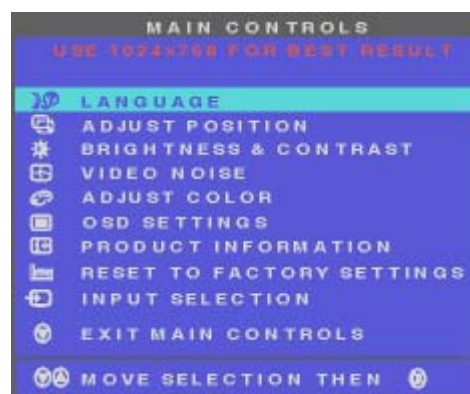 MAIN CONTROLS
USE 1024x768 FOR BEST RESULT
LANGUAGE
ADJUST POSITION
BRIGHTNESS & CONTRAST
VIDEO NOISE
ADJUST COLOR
OSD SETTINGS
PRODUCT INFORMATION
RESET TO FACTORY SETTINGS
INPUT SELECTION
EXIT MAIN CONTROLS
MOVE SELECTION THEN